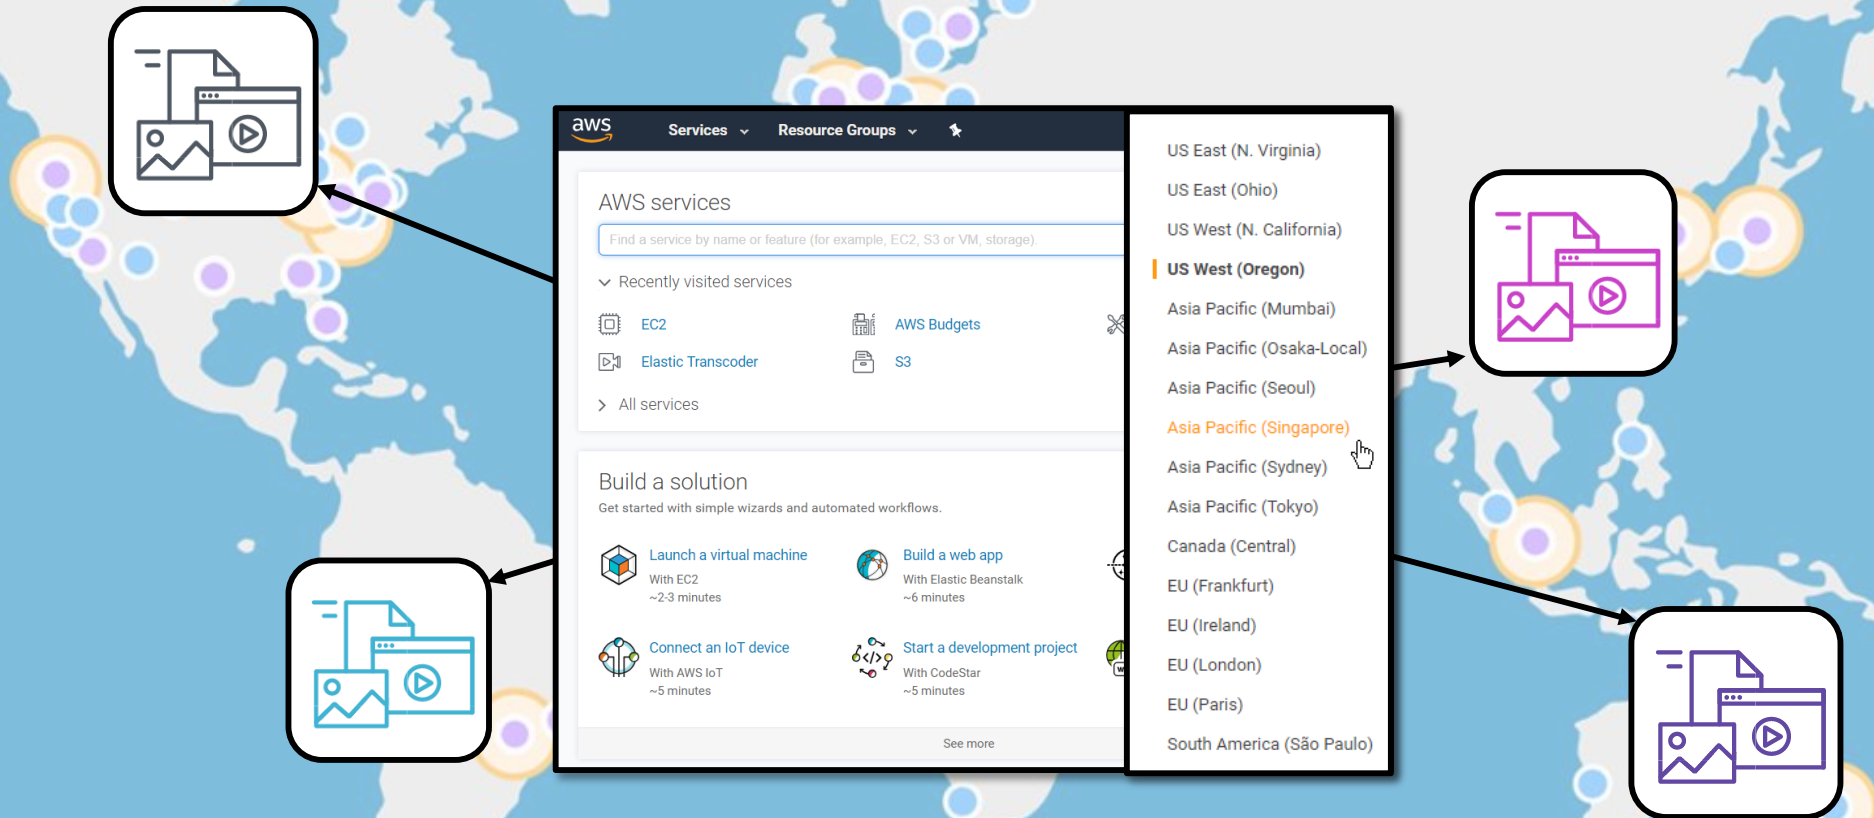 aws
Services
Resource Groups
AWS services
Find a service by name or feature (for example, EC2, S3 or VM, storage).
Recently visited services
EC2
AWS Budgets
Elastic Transcoder
S3
All services
Build a solution
Get started with simple wizards and automated workflows.
Launch a virtual machine
With EC2
~2-3 minutes
Build a web app
With Elastic Beanstalk
~6 minutes
Connect an IoT device
With AWS IoT
~5 minutes
Start a development project
With CodeStar
~5 minutes
See more
US East (N. Virginia)
US East (Ohio)
US West (N. California)
US West (Oregon)
Asia Pacific (Mumbai)
Asia Pacific (Osaka-Local)
Asia Pacific (Seoul)
Asia Pacific (Singapore)
Asia Pacific (Sydney)
Asia Pacific (Tokyo)
Canada (Central)
EU (Frankfurt)
EU (Ireland)
EU (London)
EU (Paris)
South America (São Paulo)